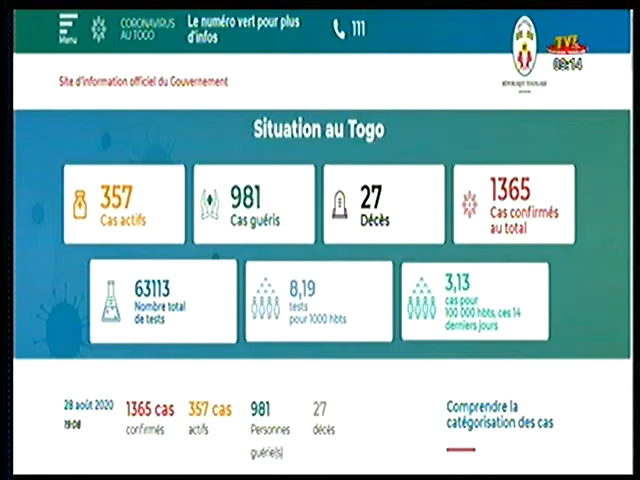 Menu
CORONAVIRUS
AU TOGO
Le numéro vert pour plus
d'infos
111
TVT
09:14
RÉPUBLIQUE TOGOLAISE
Site d'information officiel du Gouvernement
Situation au Togo
357
Cas actifs
981
Cas guéris
27
Décès
1365
Cas confirmés
au total
63113
Nombre total
de tests
8,19
tests
pour 1000 hbts
3,13
cas pour
100 000 hbts, ces 14
derniers jours
28 août 2020
19:08
1365 cas
confirmés
357 cas
actifs
981
Personnes
guérie(s)
27
décès
Comprendre la
catégorisation des cas